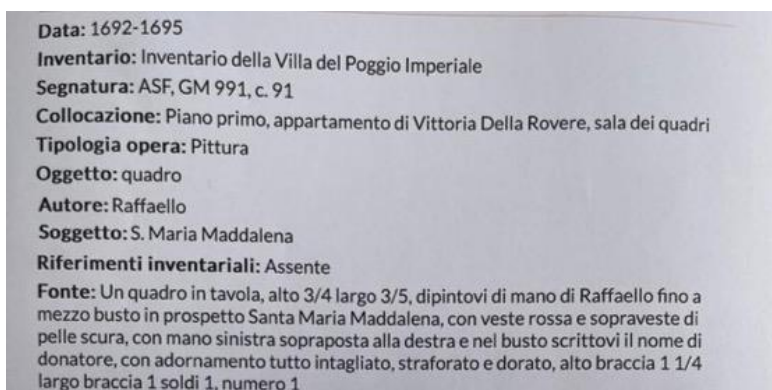 Data: 1692-1695
Inventario: Inventario della Villa del Poggio Imperiale
Segnatura: ASF, GM 991, c. 91
Collocazione: Piano primo, appartamento di Vittoria Della Rovere, sala dei quadri
Tipologia opera: Pittura
Oggetto: quadro
Autore: Raffaello
Soggetto: S. Maria Maddalena
Riferimenti inventariali: Assente
Fonte: Un quadro in tavola, alto 3/4 largo 3/5, dipintovi di mano di Raffaello fino a
mezzo busto in prospetto Santa Maria Maddalena, con veste rossa e sopraveste di
pelle scura, con mano sinistra sopraposta alla destra e nel busto scrittovi il nome di
donatore, con adornamento tutto intagliato, straforato e dorato, alto braccia 1 1/4
largo braccia 1 soldi 1, numero 1